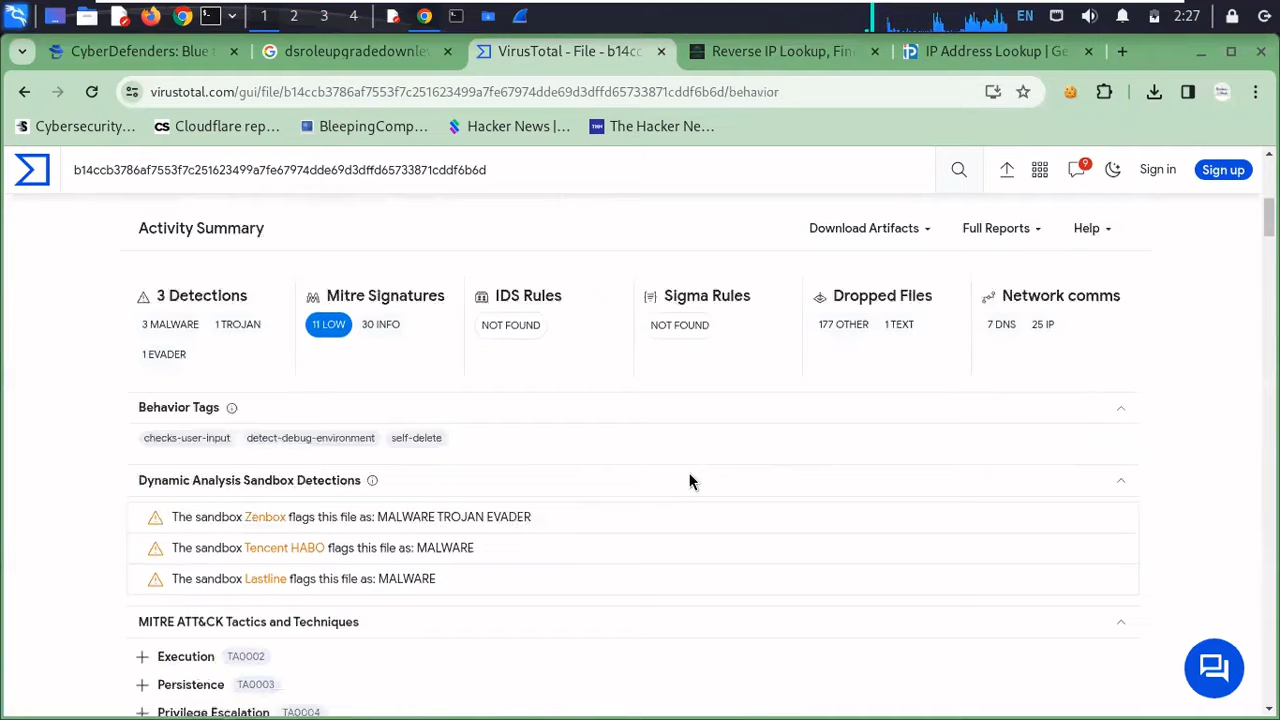 1 2 3 4 EN 2:27
CyberDefenders: Blue t dsroleupgradedownlev VirusTotal - File - b14cc Reverse IP Lookup, Fin IP Address Lookup | Ge
virustotal.com/gui/file/b14ccb3786af7553f7c251623499a7fe67974dde69d3dffd65733871cddf6b6d/behavior
Cybersecurity... Cloudflare rep... BleepingComp... Hacker News |... The Hacker Ne...
b14ccb3786af7553f7c251623499a7fe67974dde69d3dffd65733871cddf6b6d 9 Sign in Sign up
Activity Summary Download Artifacts Full Reports Help
3 Detections Mitre Signatures IDS Rules Sigma Rules Dropped Files Network comms
3 MALWARE 1 TROJAN 11 LOW 30 INFO NOT FOUND NOT FOUND 177 OTHER 1 TEXT 7 DNS 25 IP
1 EVADER
Behavior Tags
checks-user-input detect-debug-environment self-delete
Dynamic Analysis Sandbox Detections
The sandbox Zenbox flags this file as: MALWARE TROJAN EVADER
The sandbox Tencent HABO flags this file as: MALWARE
The sandbox Lastline flags this file as: MALWARE
MITRE ATT&CK Tactics and Techniques
Execution TA0002
Persistence TA0003
Privilege Escalation TA0004